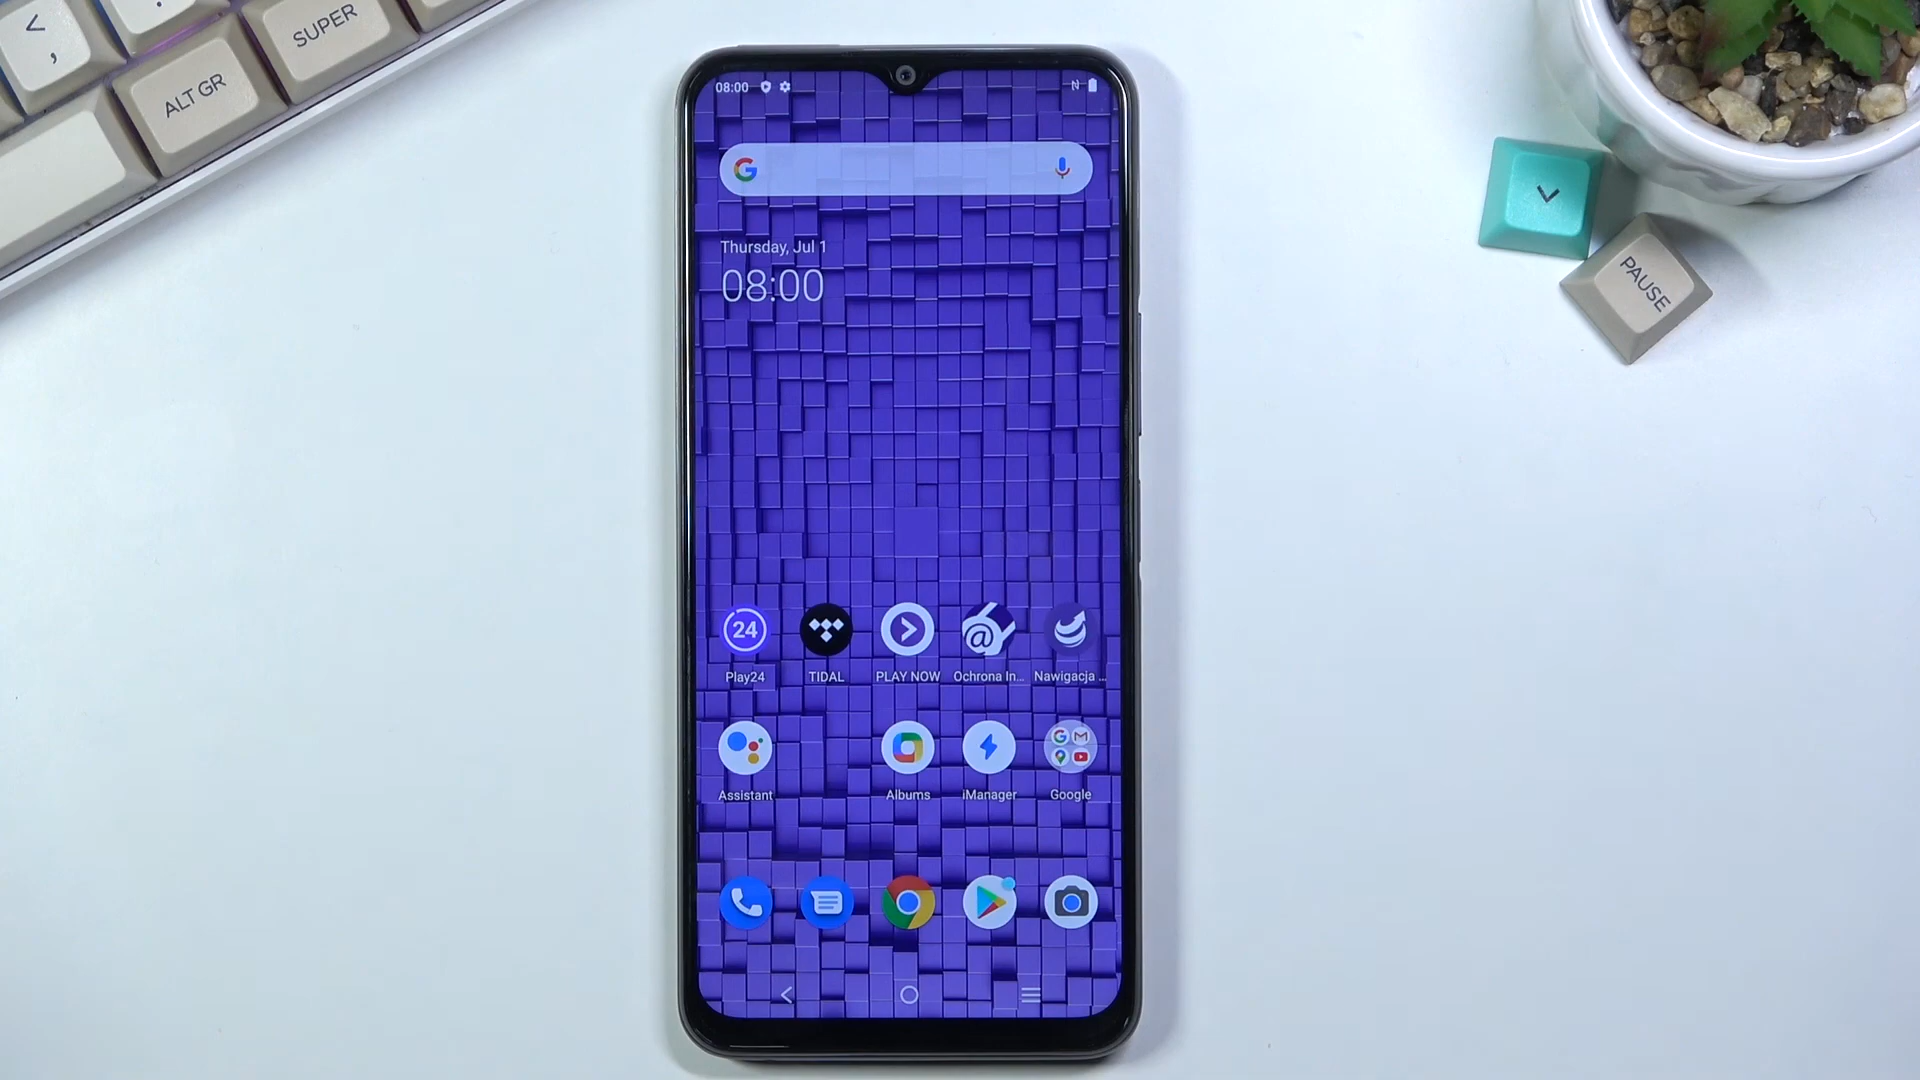 <
,
ALT GR
SUPER
08:00
N
G
Thursday, Jul 1
08:00
PAUSE
24
@
Play24
TIDAL
PLAY NOW
Ochrona In...
Nawigacja ...
G M
Assistant
Albums
iManager
Google